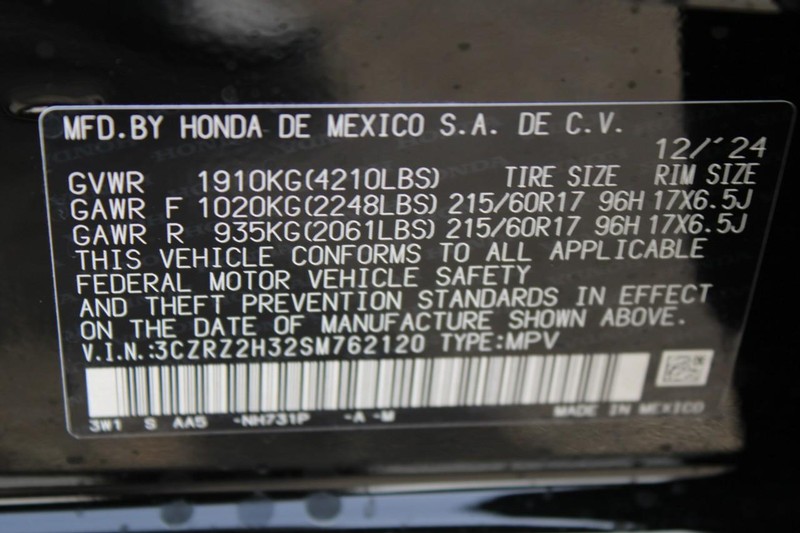 MFD.BY HONDA DE MEXICO S.A. DE C.V.
12/'24
GVWR 1910KG(4210LBS) TIRE SIZE RIM SIZE
GAWR F 1020KG(2248LBS) 215/60R17 96H 17X6.5J
GAWR R 935KG(2061LBS) 215/60R17 96H 17X6.5J
THIS VEHICLE CONFORMS TO ALL APPLICABLE
FEDERAL MOTOR VEHICLE SAFETY
AND THEFT PREVENTION STANDARDS IN EFFECT
ON THE DATE OF MANUFACTURE SHOWN ABOVE.
V.I.N.:3CZRZ2H32SM762120 TYPE:MPV
3W1 S AA5 -NH731P -A -M MADE IN MEXICO